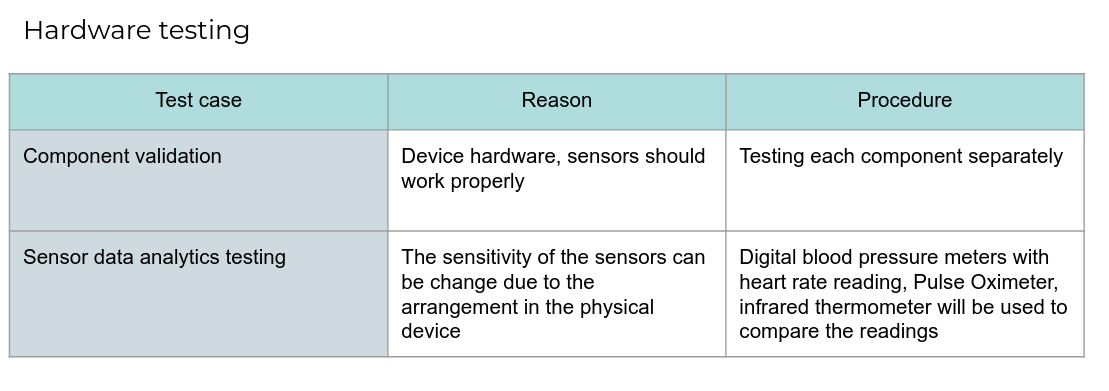 Hardware testing
Test case
Reason
Procedure
Component validation
Device hardware, sensors should
work properly
Testing each component separately
Sensor data analytics testing
The sensitivity of the sensors can
be change due to the
arrangement in the physical
device
Digital blood pressure meters with
heart rate reading, Pulse Oximeter,
infrared thermometer will be used to
compare the readings